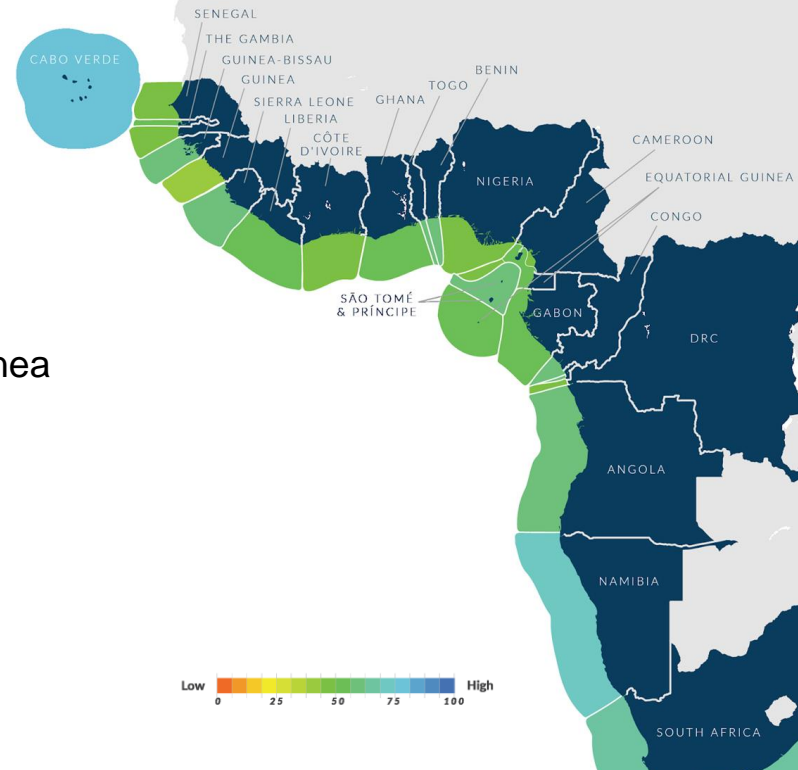 SENEGAL
THE GAMBIA
CABO VERDE
GUINEA-BISSAU
GUINEA
SIERRA LEONE
LIBERIA
CÔTE
D'IVOIRE
GHANA
TOGO
BENIN
NIGERIA
CAMEROON
EQUATORIAL GUINEA
CONGO
SÃO TOMÉ
& PRÍNCIPE
GABON
DRC
nea
ANGOLA
NAMIBIA
Low High
0 25 50 75 100
SOUTH AFRICA